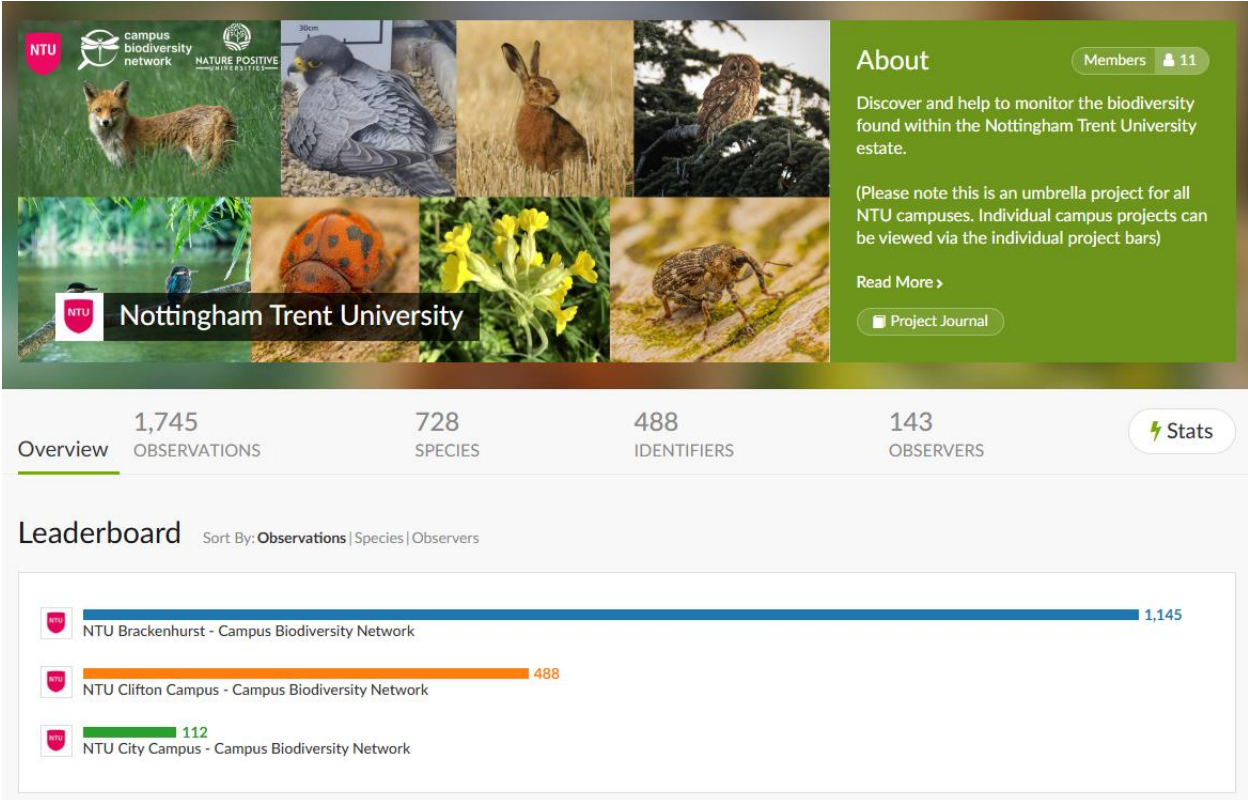 NTU
campus
biodiversity
network
NATURE POSITIVE
UNIVERSITIES
30cm
NTU
Nottingham Trent University
About
Members 11
Discover and help to monitor the biodiversity
found within the Nottingham Trent University
estate.
(Please note this is an umbrella project for all
NTU campuses. Individual campus projects can
be viewed via the individual project bars)
Read More ›
Project Journal
Overview
1,745
OBSERVATIONS
728
SPECIES
488
IDENTIFIERS
143
OBSERVERS
Stats
Leaderboard Sort By: Observations | Species | Observers
NTU
1,145
NTU Brackenhurst - Campus Biodiversity Network
NTU
488
NTU Clifton Campus - Campus Biodiversity Network
NTU
112
NTU City Campus - Campus Biodiversity Network